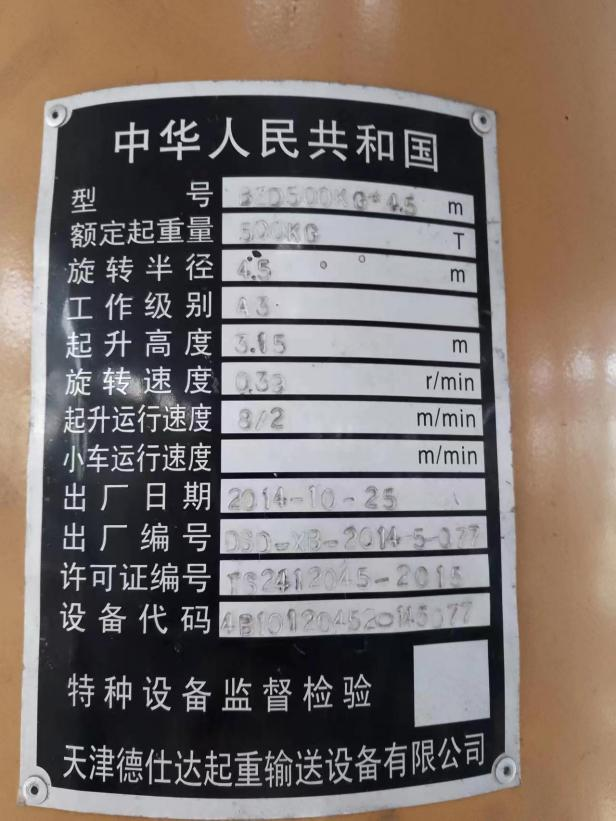 中华人民共和国
型号 BZD500KG*4.5 m
额定起重量 500KG T
旋转半径 4.5 m
工作级别 A3
起升高度 3.15 m
旋转速度 0.33 r/min
起升运行速度 8/2 m/min
小车运行速度 m/min
出厂日期 2014-10-25
出厂编号 DSD-XB-2014-5-077
许可证编号 TS2412045-2015
设备代码 4B101204520145077
特种设备监督检验
天津德仕达起重输送设备有限公司